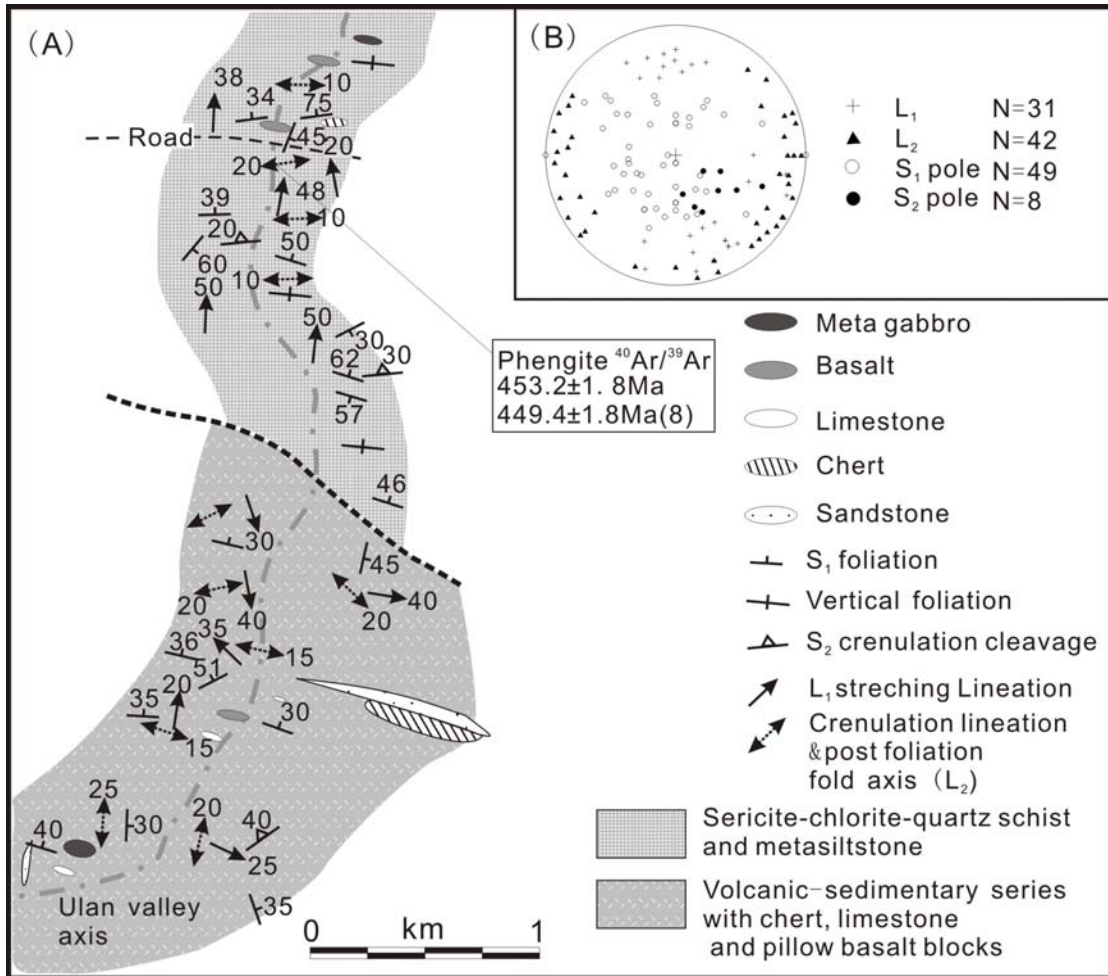 (A)
38
10
34
75
Road
45
20
20
48
39
10
20
50
60
10
50
50
30
62
30
57
46
30
45
20
40
40
20
35
36
15
51
20
35
30
15
25
20
40
40
30
25
35
Ulan valley
axis
0 km 1
Phengite ⁴⁰Ar/³⁹Ar
453.2±1.8Ma
449.4±1.8Ma(8)
(B)
L₁ N=31
L₂ N=42
S₁ pole N=49
S₂ pole N=8
Meta gabbro
Basalt
Limestone
Chert
Sandstone
S₁ foliation
Vertical foliation
S₂ crenulation cleavage
L₁ streching Lineation
Crenulation lineation
&post foliation
fold axis (L₂)
Sericite-chlorite-quartz schist
and metasiltstone
Volcanic-sedimentary series
with chert, limestone
and pillow basalt blocks